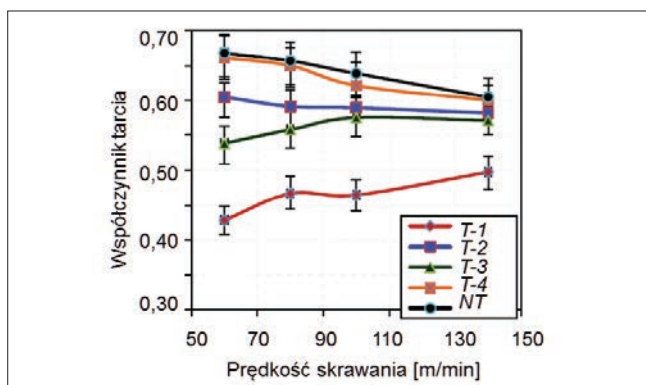 0,70
0,60
0,50
0,40
0,30
Współczynnik tarcia
50 70 90 110 130 150
Prędkość skrawania [m/min]
T-1
T-2
T-3
T-4
NT